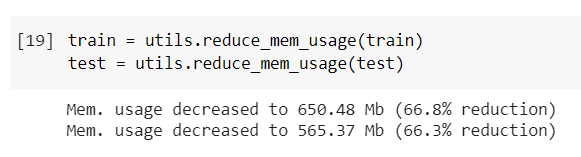 [19] train = utils.reduce_mem_usage(train)
test = utils.reduce_mem_usage(test)
Mem. usage decreased to 650.48 Mb (66.8% reduction)
Mem. usage decreased to 565.37 Mb (66.3% reduction)